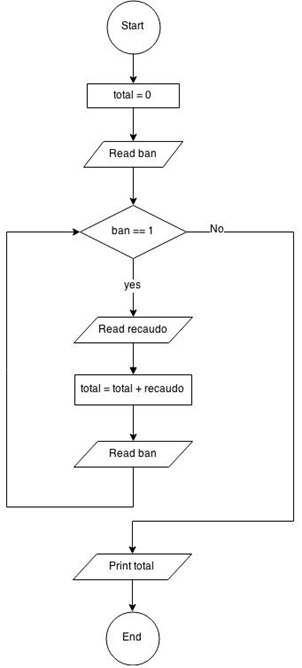 Start
total = 0
Read ban
ban == 1
No
yes
Read recaudo
total = total + recaudo
Read ban
Print total
End